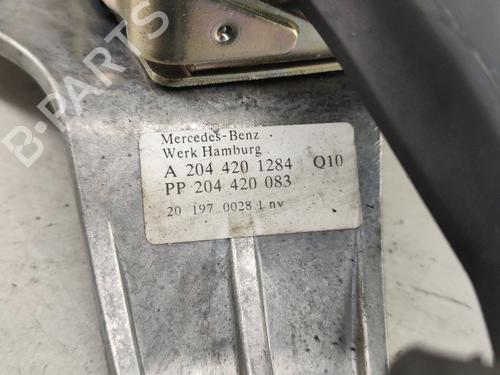 B-PARTS
Mercedes-Benz
Werk Hamburg
A 204 420 1284 Q10
PP 204 420 083
20 197 0028 1 nv